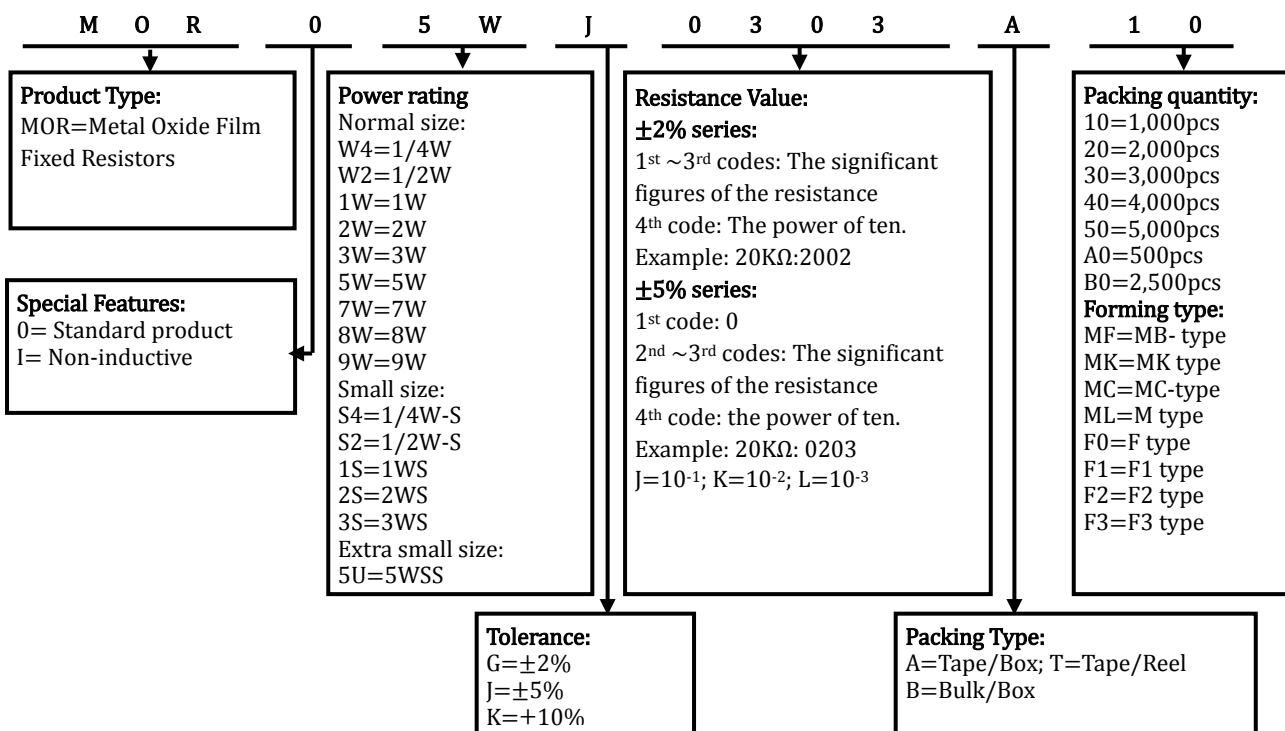 M O R 0 5 W J 0 3 0 3 A 1 0
Product Type:
MOR=Metal Oxide Film
Fixed Resistors
Special Features:
0= Standard product
I= Non-inductive
Power rating
Normal size:
W4=1/4W
W2=1/2W
1W=1W
2W=2W
3W=3W
5W=5W
7W=7W
8W=8W
9W=9W
Small size:
S4=1/4W-S
S2=1/2W-S
1S=1WS
2S=2WS
3S=3WS
Extra small size:
5U=5WSS
Tolerance:
G=±2%
J=±5%
K=+10%
Resistance Value:
±2% series:
1st ~3rd codes: The significant
figures of the resistance
4th code: The power of ten.
Example: 20KΩ:2002
±5% series:
1st code: 0
2nd ~3rd codes: The significant
figures of the resistance
4th code: the power of ten.
Example: 20KΩ: 0203
J=10-1; K=10-2; L=10-3
Packing Type:
A=Tape/Box; T=Tape/Reel
B=Bulk/Box
Packing quantity:
10=1,000pcs
20=2,000pcs
30=3,000pcs
40=4,000pcs
50=5,000pcs
A0=500pcs
B0=2,500pcs
Forming type:
MF=MB- type
MK=MK type
MC=MC-type
ML=M type
F0=F type
F1=F1 type
F2=F2 type
F3=F3 type